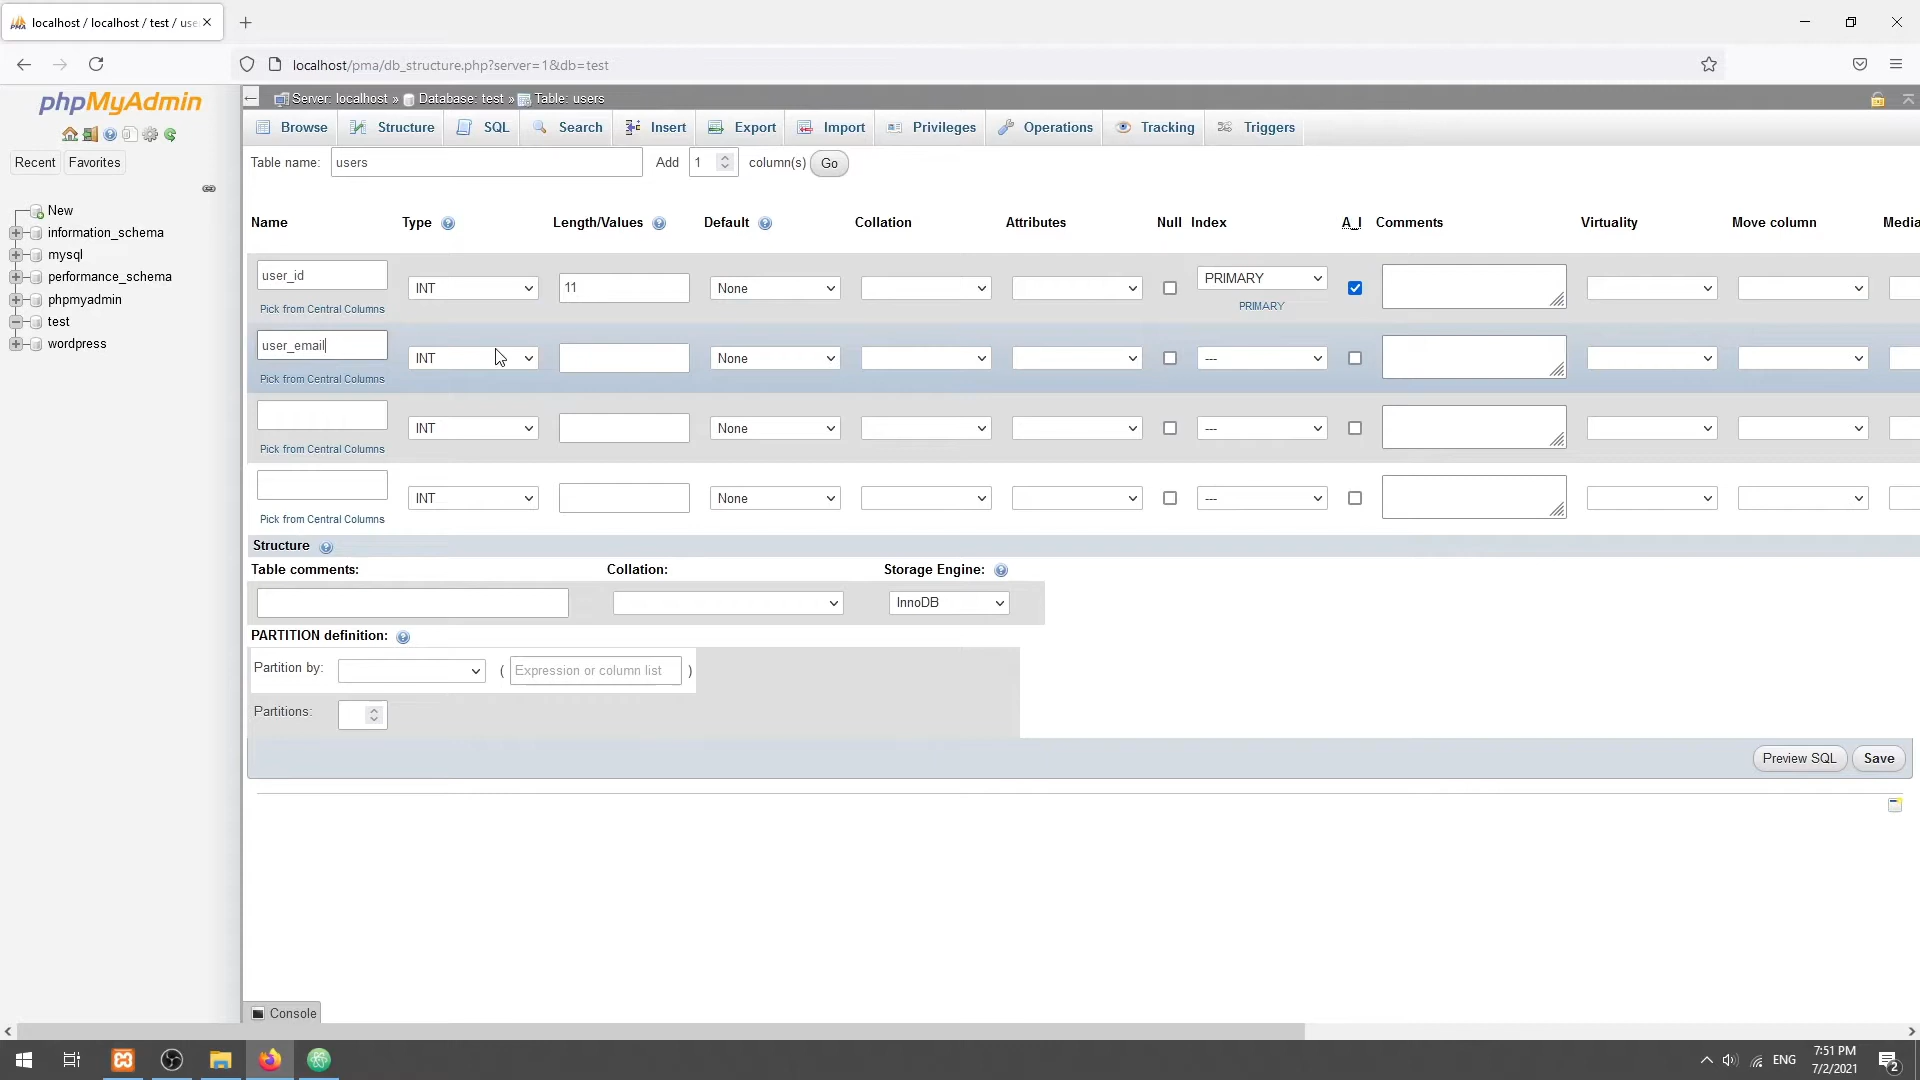 localhost / localhost / test / use
localhost/pma/db_structure.php?server=1&db=test
phpMyAdmin
Recent
Favorites
New
information_schema
mysql
performance_schema
phpmyadmin
test
wordpress
Server: localhost » Database: test » Table: users
Browse Structure SQL Search Insert Export Import Privileges Operations Tracking Triggers
Table name: users Add 1 column(s) Go
Name Type Length/Values Default Collation Attributes Null Index A_I Comments Virtuality Move column Media
user_id INT 11 None PRIMARY
Pick from Central Columns PRIMARY
user_email INT None ---
Pick from Central Columns
INT None ---
Pick from Central Columns
INT None ---
Pick from Central Columns
Structure
Table comments: Collation: Storage Engine:
InnoDB
PARTITION definition:
Partition by: ( Expression or column list )
Partitions:
Preview SQL Save
Console
ENG
7:51 PM
7/2/2021
2